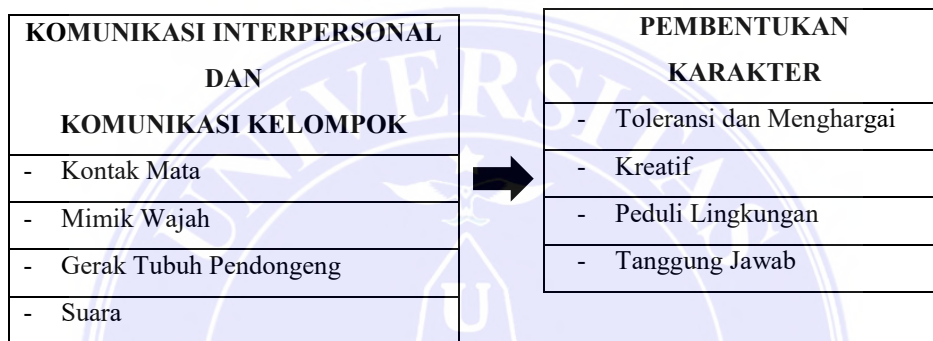 KOMUNIKASI INTERPERSONAL
DAN
KOMUNIKASI KELOMPOK
- Kontak Mata
- Mimik Wajah
- Gerak Tubuh Pendongeng
- Suara
PEMBENTUKAN
KARAKTER
- Toleransi dan Menghargai
- Kreatif
- Peduli Lingkungan
- Tanggung Jawab
UNIVERSITAS
U